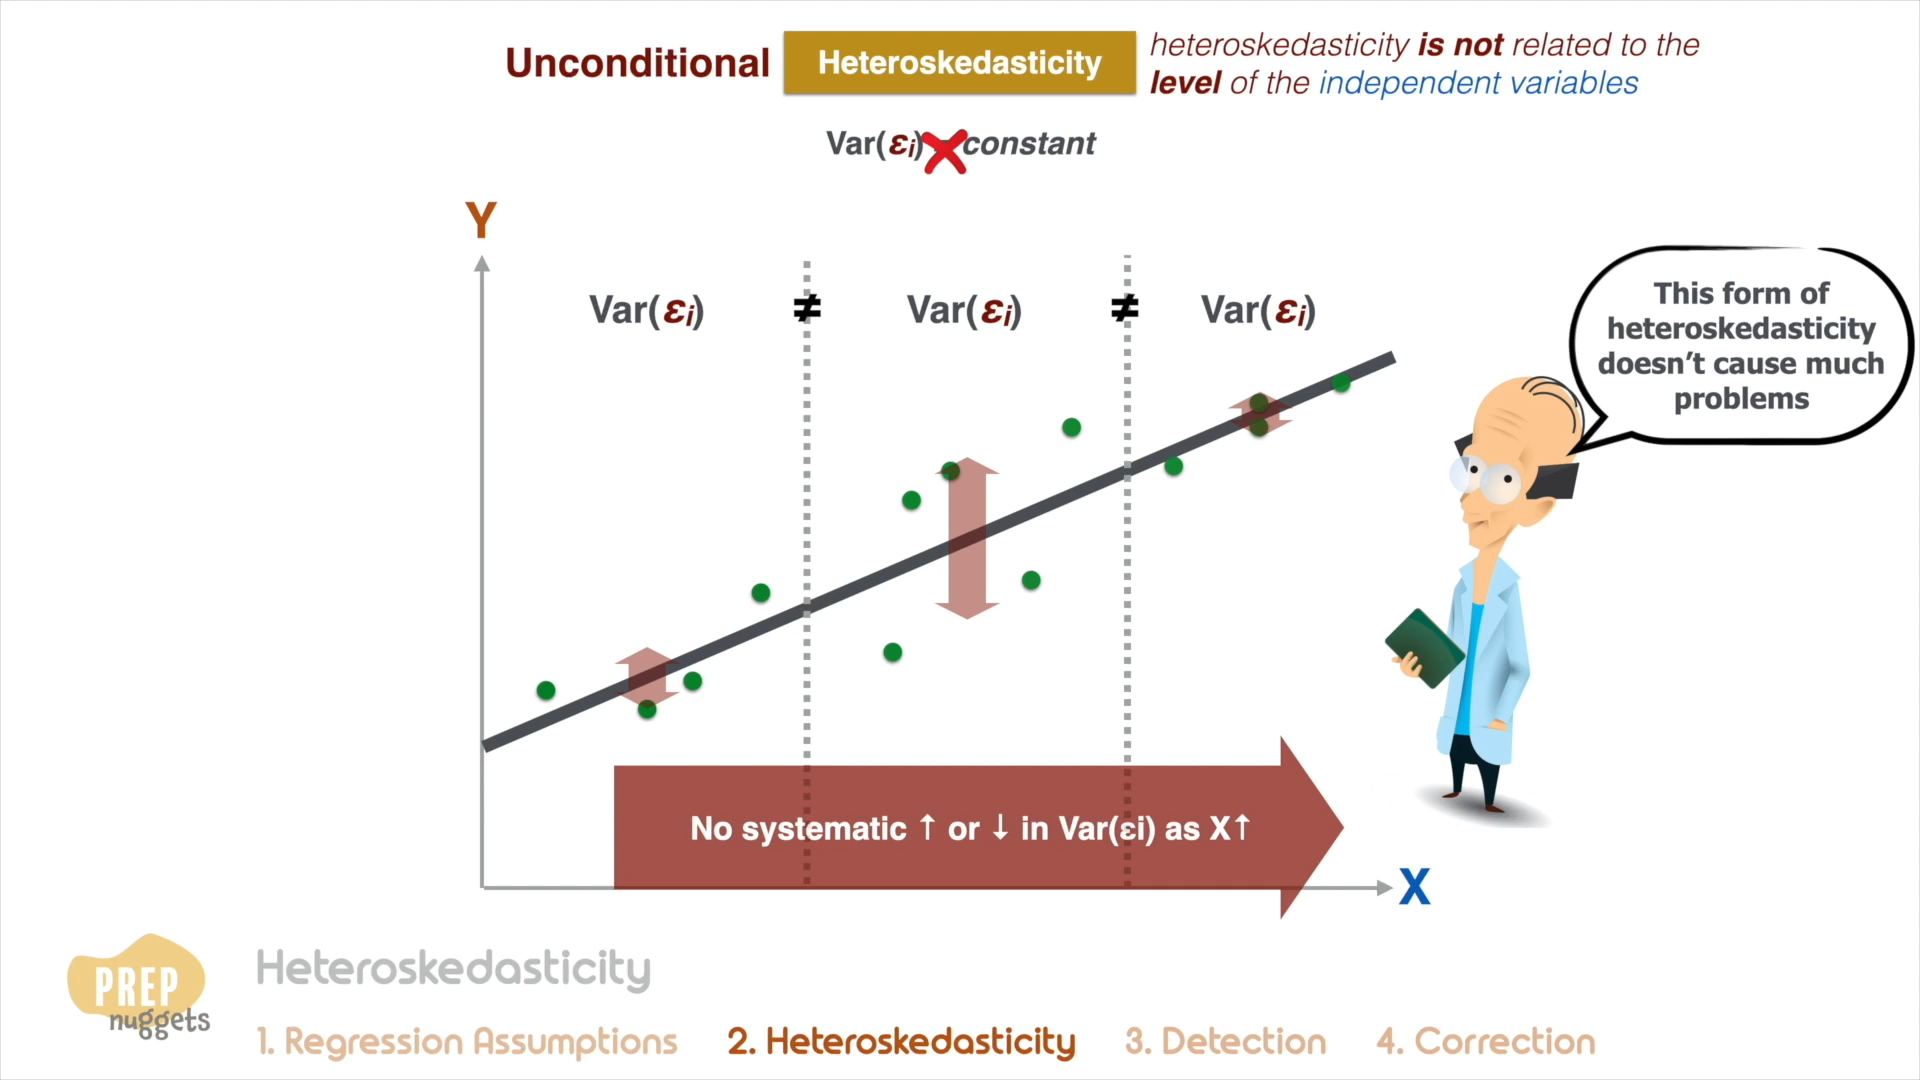 Unconditional Heteroskedasticity
heteroskedasticity is not related to the
level of the independent variables
Var(εi) constant
Y
Var(εi) ≠ Var(εi) ≠ Var(εi)
This form of
heteroskedasticity
doesn't cause much
problems
No systematic ↑ or ↓ in Var(εi) as X↑
X
PREP
nuggets
Heteroskedasticity
1. Regression Assumptions 2. Heteroskedasticity 3. Detection 4. Correction